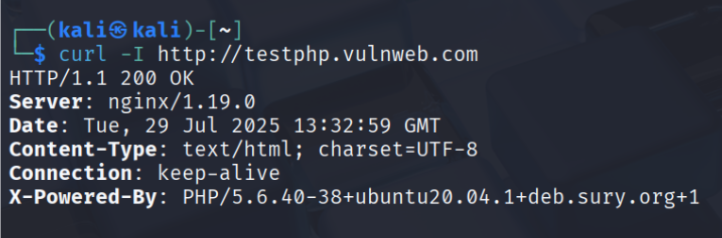 ┌──(kali㉿kali)-[~]
└─$ curl -I http://testphp.vulnweb.com
HTTP/1.1 200 OK
Server: nginx/1.19.0
Date: Tue, 29 Jul 2025 13:32:59 GMT
Content-Type: text/html; charset=UTF-8
Connection: keep-alive
X-Powered-By: PHP/5.6.40-38+ubuntu20.04.1+deb.sury.org+1